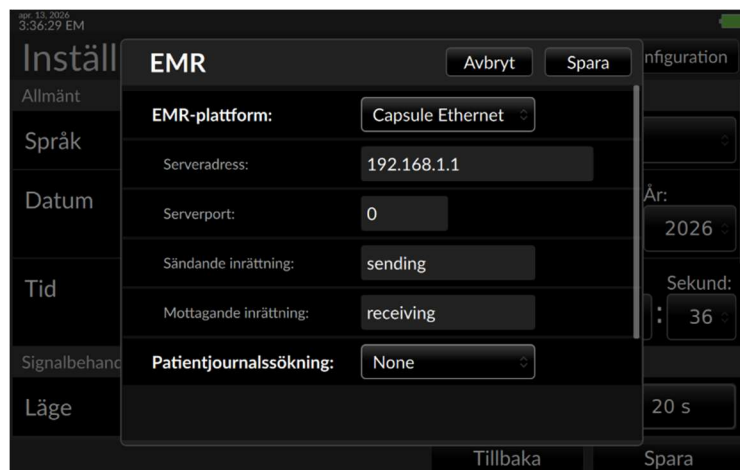 apr. 13, 2026
3:36:29 EM
Inställ
nfiguration
EMR
Avbryt
Spara
Allmänt
EMR-plattform:
Capsule Ethernet
Språk
Serveradress:
192.168.1.1
Datum
År:
Serverport:
0
2026
Sändande inrättning:
sending
Tid
Sekund:
Mottagande inrättning:
receiving
:
36
Signalbehand
Patientjournalssökning:
None
Läge
20 s
Tillbaka
Spara